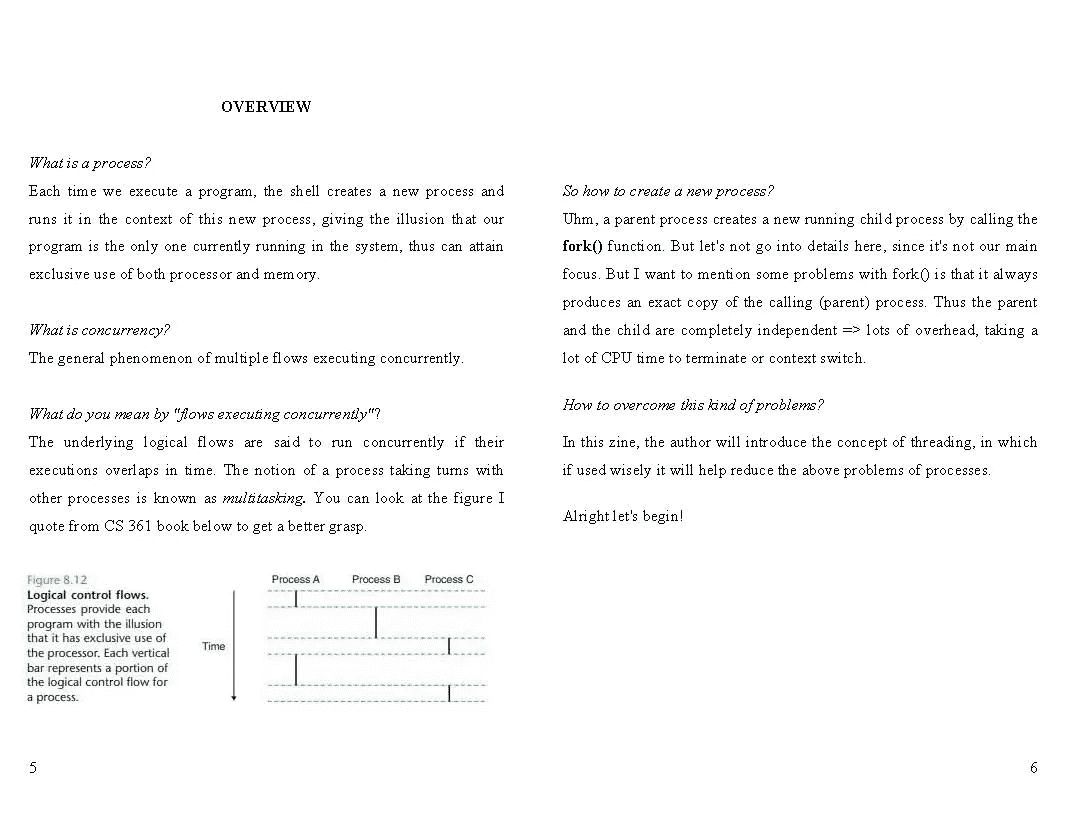 OVERVIEW
What is a process?
Each time we execute a program, the shell creates a new process and
runs it in the context of this new process, giving the illusion that our
program is the only one currently running in the system, thus can attain
exclusive use of both processor and memory.
What is concurrency?
The general phenomenon of multiple flows executing concurrently.
What do you mean by "flows executing concurrently"?
The underlying logical flows are said to run concurrently if their
executions overlaps in time. The notion of a process taking turns with
other processes is known as multitasking. You can look at the figure I
quote from CS 361 book below to get a better grasp.
Figure 8.12
Logical control flows.
Processes provide each
program with the illusion
that it has exclusive use of
the processor. Each vertical
bar represents a portion of
the logical control flow for
a process.
Process A Process B Process C
Time
5
So how to create a new process?
Uhm, a parent process creates a new running child process by calling the
fork() function. But let's not go into details here, since it's not our main
focus. But I want to mention some problems with fork() is that it always
produces an exact copy of the calling (parent) process. Thus the parent
and the child are completely independent => lots of overhead, taking a
lot of CPU time to terminate or context switch.
How to overcome this kind of problems?
In this zine, the author will introduce the concept of threading, in which
if used wisely it will help reduce the above problems of processes.
Alright let's begin!
6